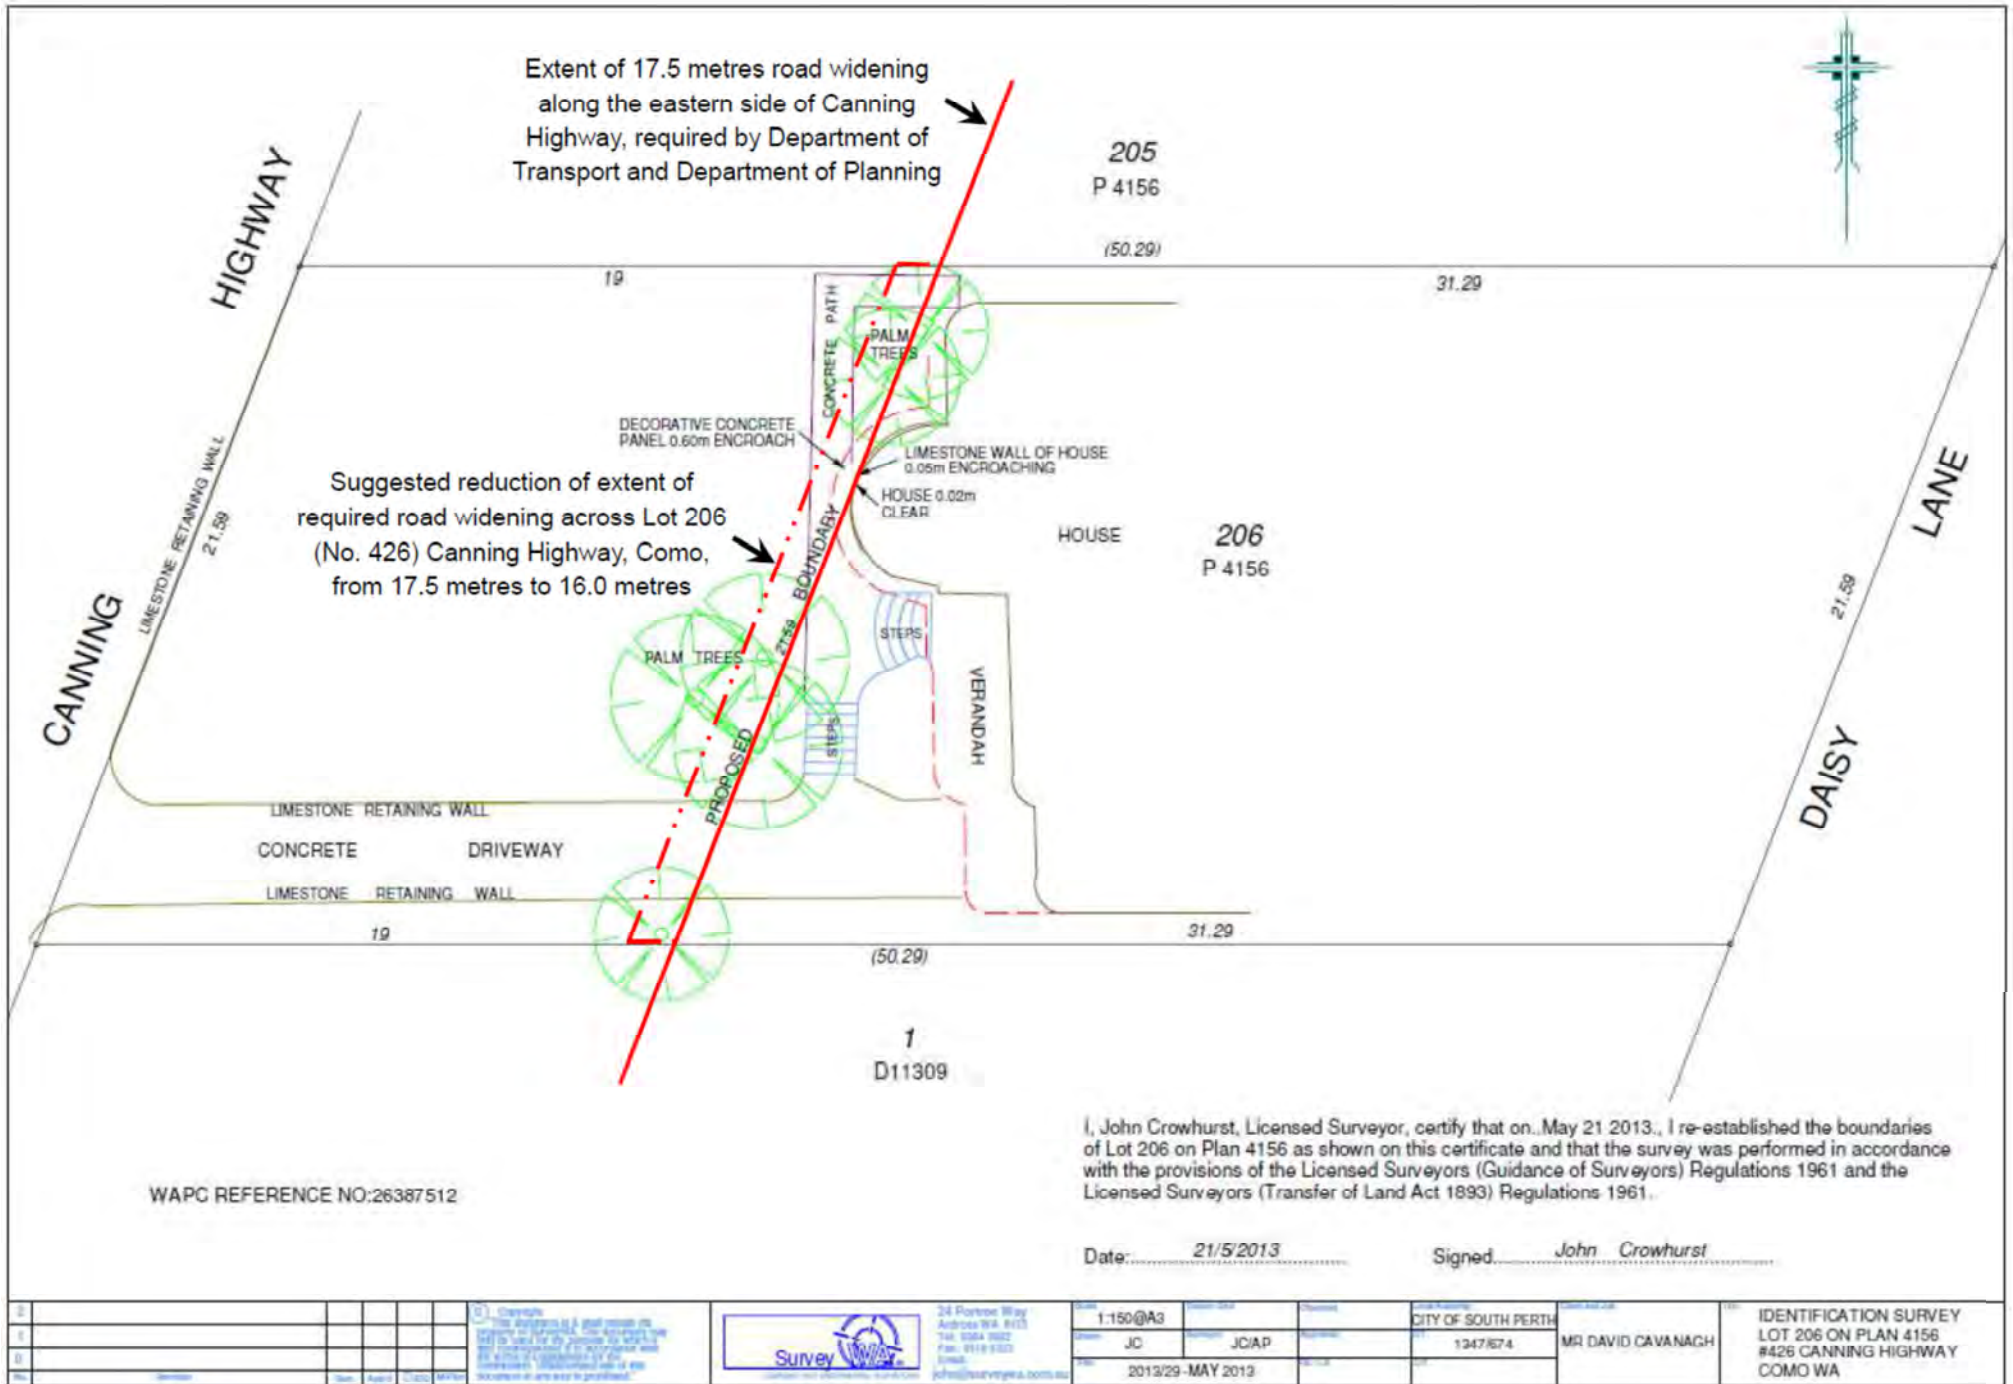 Extent of 17.5 metres road widening
along the eastern side of Canning
Highway, required by Department of
Transport and Department of Planning
205
P 4156
(50.29)
19
31.29
HIGHWAY
CANNING
LIMESTONE RETAINING WALL
21.59
CONCRETE PATH
PALM
TREES
DECORATIVE CONCRETE
PANEL 0.60m ENCROACH
LIMESTONE WALL OF HOUSE
0.05m ENCROACHING
HOUSE 0.02m
CLEAR
Suggested reduction of extent of
required road widening across Lot 206
(No. 426) Canning Highway, Como,
from 17.5 metres to 16.0 metres
HOUSE
206
P 4156
LANE
DAISY
21.59
PROPOSED BOUNDARY
21.59
PALM TREES
STEPS
STEPS
VERANDAH
LIMESTONE RETAINING WALL
CONCRETE DRIVEWAY
LIMESTONE RETAINING WALL
19
31.29
(50.29)
1
D11309
I, John Crowhurst, Licensed Surveyor, certify that on..May 21 2013., I re-established the boundaries
of Lot 206 on Plan 4156 as shown on this certificate and that the survey was performed in accordance
with the provisions of the Licensed Surveyors (Guidance of Surveyors) Regulations 1961 and the
Licensed Surveyors (Transfer of Land Act 1893) Regulations 1961.
WAPC REFERENCE NO:26387512
Date: 21/5/2013
Signed John Crowhurst
Copyright
Survey WA
24 Portree Way
Ardross WA 6153
1:150@A3
JC
JC/AP
2013/29-MAY 2013
CITY OF SOUTH PERTH
1347/674
MR DAVID CAVANAGH
IDENTIFICATION SURVEY
LOT 206 ON PLAN 4156
#426 CANNING HIGHWAY
COMO WA